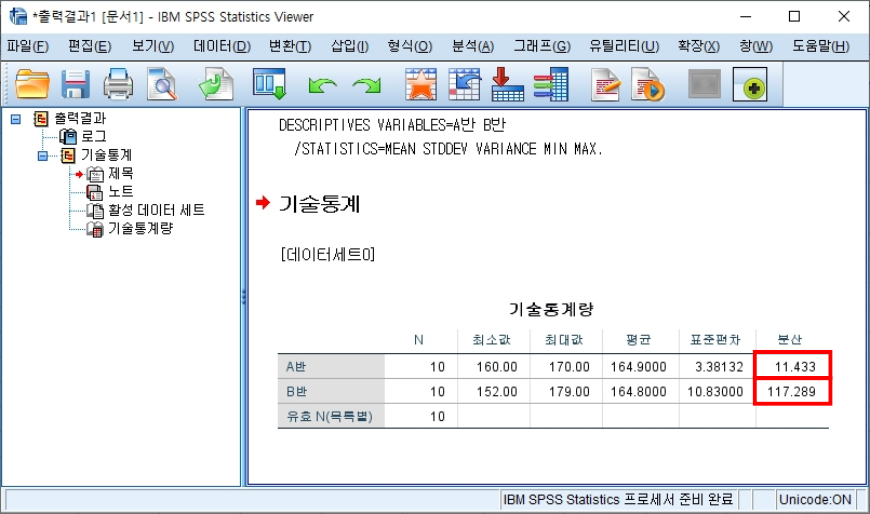 *출력결과1 [문서1] - IBM SPSS Statistics Viewer
파일(F) 편집(E) 보기(V) 데이터(D) 변환(T) 삽입(I) 형식(O) 분석(A) 그래프(G) 유틸리티(U) 확장(X) 창(W) 도움말(H)
출력결과
로그
기술통계
제목
노트
활성 데이터 세트
기술통계량
DESCRIPTIVES VARIABLES=A반 B반
/STATISTICS=MEAN STDDEV VARIANCE MIN MAX.
기술통계
[데이터세트0]
기술통계량
N 최소값 최대값 평균 표준편차 분산
A반 10 160.00 170.00 164.9000 3.38132 11.433
B반 10 152.00 179.00 164.8000 10.83000 117.289
유효 N(목록별) 10
IBM SPSS Statistics 프로세서 준비 완료 Unicode:ON